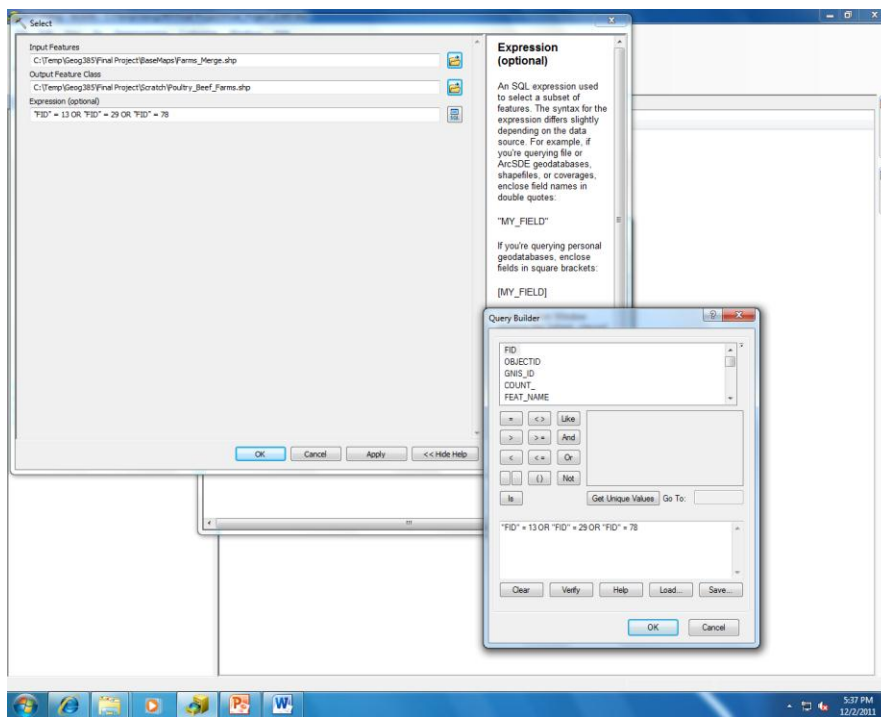 Select
Input Features
C:\Temp\Geog385\Final Project\BaseMaps\Farms_Merge.shp
Output Feature Class
C:\Temp\Geog385\Final Project\Scratch\Poultry_Beef_Farms.shp
Expression (optional)
"FID" = 13 OR "FID" = 29 OR "FID" = 78
SQL
OK
Cancel
Apply
<< Hide Help
Expression
(optional)
An SQL expression used
to select a subset of
features. The syntax for the
expression differs slightly
depending on the data
source. For example, if
you're querying file or
ArcSDE geodatabases,
shapefiles, or coverages,
enclose field names in
double quotes:
"MY_FIELD"
If you're querying personal
geodatabases, enclose
fields in square brackets:
[MY_FIELD]
Query Builder
FID
OBJECTID
GNIS_ID
COUNT_
FEAT_NAME
= <> Like
> >= And
< <= Or
() Not
Is
Get Unique Values Go To:
"FID" = 13 OR "FID" = 29 OR "FID" = 78
Clear Verify Help Load... Save...
OK Cancel
5:37 PM
12/2/2011